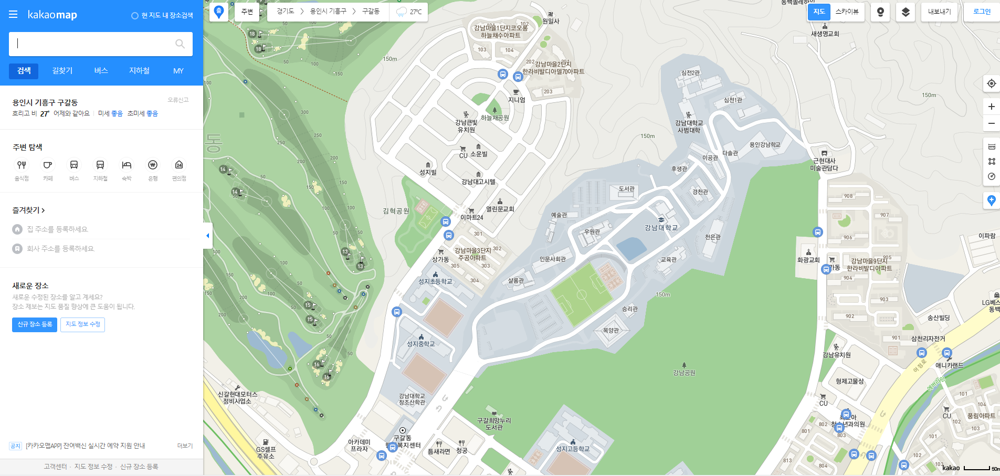 kakaomap
현 지도 내 장소검색
검색
길찾기
버스
지하철
MY
용인시 기흥구 구갈동
오류신고
흐리고 비 27° 어제와 같아요 미세 좋음 초미세 좋음
주변 탐색
음식점
카페
버스
지하철
숙박
은행
편의점
즐겨찾기
집 주소를 등록하세요.
회사 주소를 등록하세요.
새로운 장소
새로운 수정된 장소를 알고 계세요?
장소 제보는 지도 품질 향상에 큰 도움이 됩니다.
신규 장소 등록
지도 정보 수정
공지
[카카오맵APP] 잔여백신 실시간 예약 지원 안내
더보기
고객센터 · 지도 정보 수정 · 신규 장소 등록
출
주변
경기도
용인시 기흥구
구갈동
27℃
지도
스카이뷰
내보내기
로그인
원일사
새생명교회
강남마을1단지코오롱
하늘채수아파트
101
102
103
104
강남마을2단지
한라비발디아델70아파트
201
202
203
지니엄
하늘채공원
강남큰빛
유치원
CU
소운빌
성지빌
강남대고시텔
열린문교회
이마트24
김혁공원
동
강남마을3단지
주공아파트
301
302
303
304
305
상가동
성지초등학교
성지중학교
강남대학교
창조산학관
심전2관
심전1관
강남대학교
사범대학
용인강남학교
다솔관
이공관
후생관
도서관
경천관
예술관
우원관
강남대학교
천은관
인문사회관
교육관
샬롬관
승리관
목양관
근현대사
미술관담다
908
907
906
905
904
903
902
901
이파람
화광교회
강남마을9단지
한라비발디아파트
LG베스
동백
송산빌딩
삼천리자전거
애니카랜드
어정로
에버라인
강남유치원
형제고물상
CU
801
802
803
804
813
강남공원
구갈희망누리
도서관
성지고등학교
신갈현대모터스
정비사업소
GS셀프
주유소
아카데미
프라자
구갈동
틈새라면
청궁
CU
풍림아파트
101
102
103
104
101
102
150m
150m
150m
150m
18
18
14
14
13
13
15
15
16
16
50
100
150
200
250
300
kakao
50m